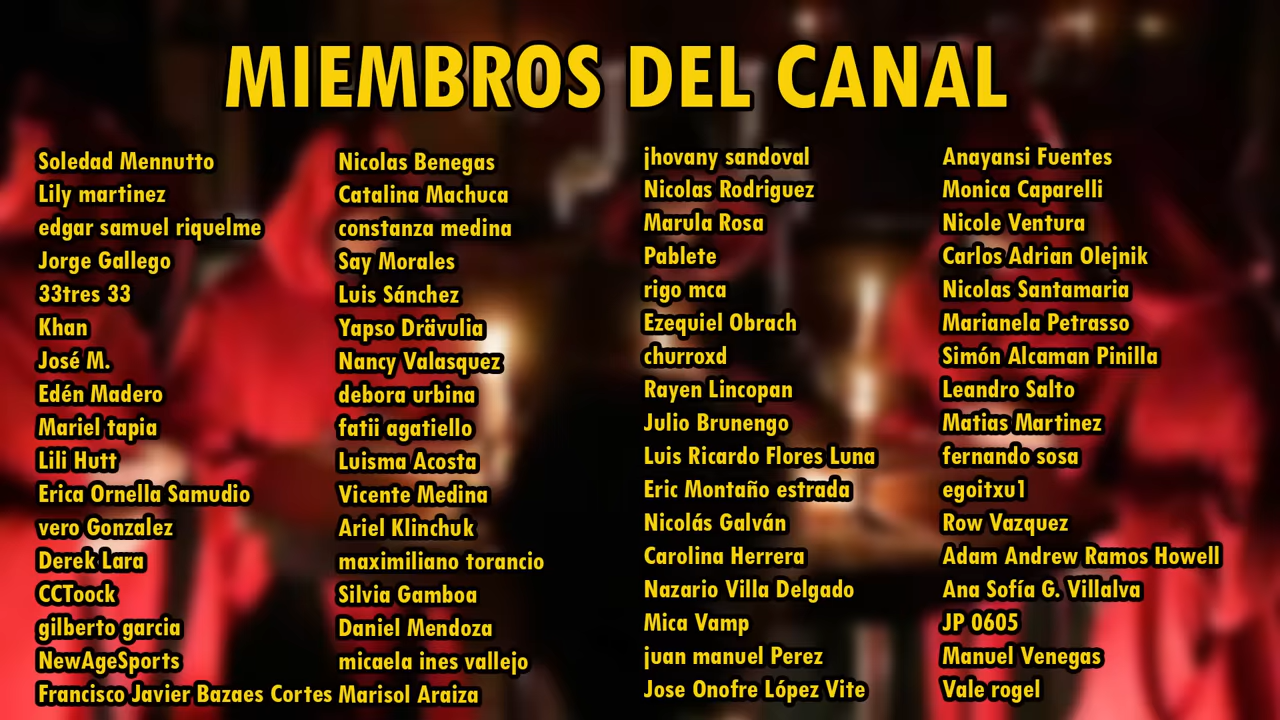 MIEMBROS DEL CANAL
Soledad Mennutto
Lily martinez
edgar samuel riquelme
Jorge Gallego
33tres 33
Khan
José M.
Edén Madero
Mariel tapia
Lili Hutt
Erica Ornella Samudio
vero Gonzalez
Derek Lara
CCToock
gilberto garcia
NewAgeSports
Francisco Javier Bazaes Cortes
Nicolas Benegas
Catalina Machuca
constanza medina
Say Morales
Luis Sánchez
Yapso Drävulia
Nancy Valasquez
debora urbina
fatii agatiello
Luisma Acosta
Vicente Medina
Ariel Klinchuk
maximiliano torancio
Silvia Gamboa
Daniel Mendoza
micaela ines vallejo
Marisol Araiza
jhovany sandoval
Nicolas Rodriguez
Marula Rosa
Pablete
rigo mca
Ezequiel Obrach
churroxd
Rayen Lincopan
Julio Brunengo
Luis Ricardo Flores Luna
Eric Montaño estrada
Nicolás Galván
Carolina Herrera
Nazario Villa Delgado
Mica Vamp
juan manuel Perez
Jose Onofre López Vite
Anayansi Fuentes
Monica Caparelli
Nicole Ventura
Carlos Adrian Olejnik
Nicolas Santamaria
Marianela Petrasso
Simón Alcaman Pinilla
Leandro Salto
Matias Martinez
fernando sosa
egoitxu1
Row Vazquez
Adam Andrew Ramos Howell
Ana Sofía G. Villalva
JP 0605
Manuel Venegas
Vale rogel